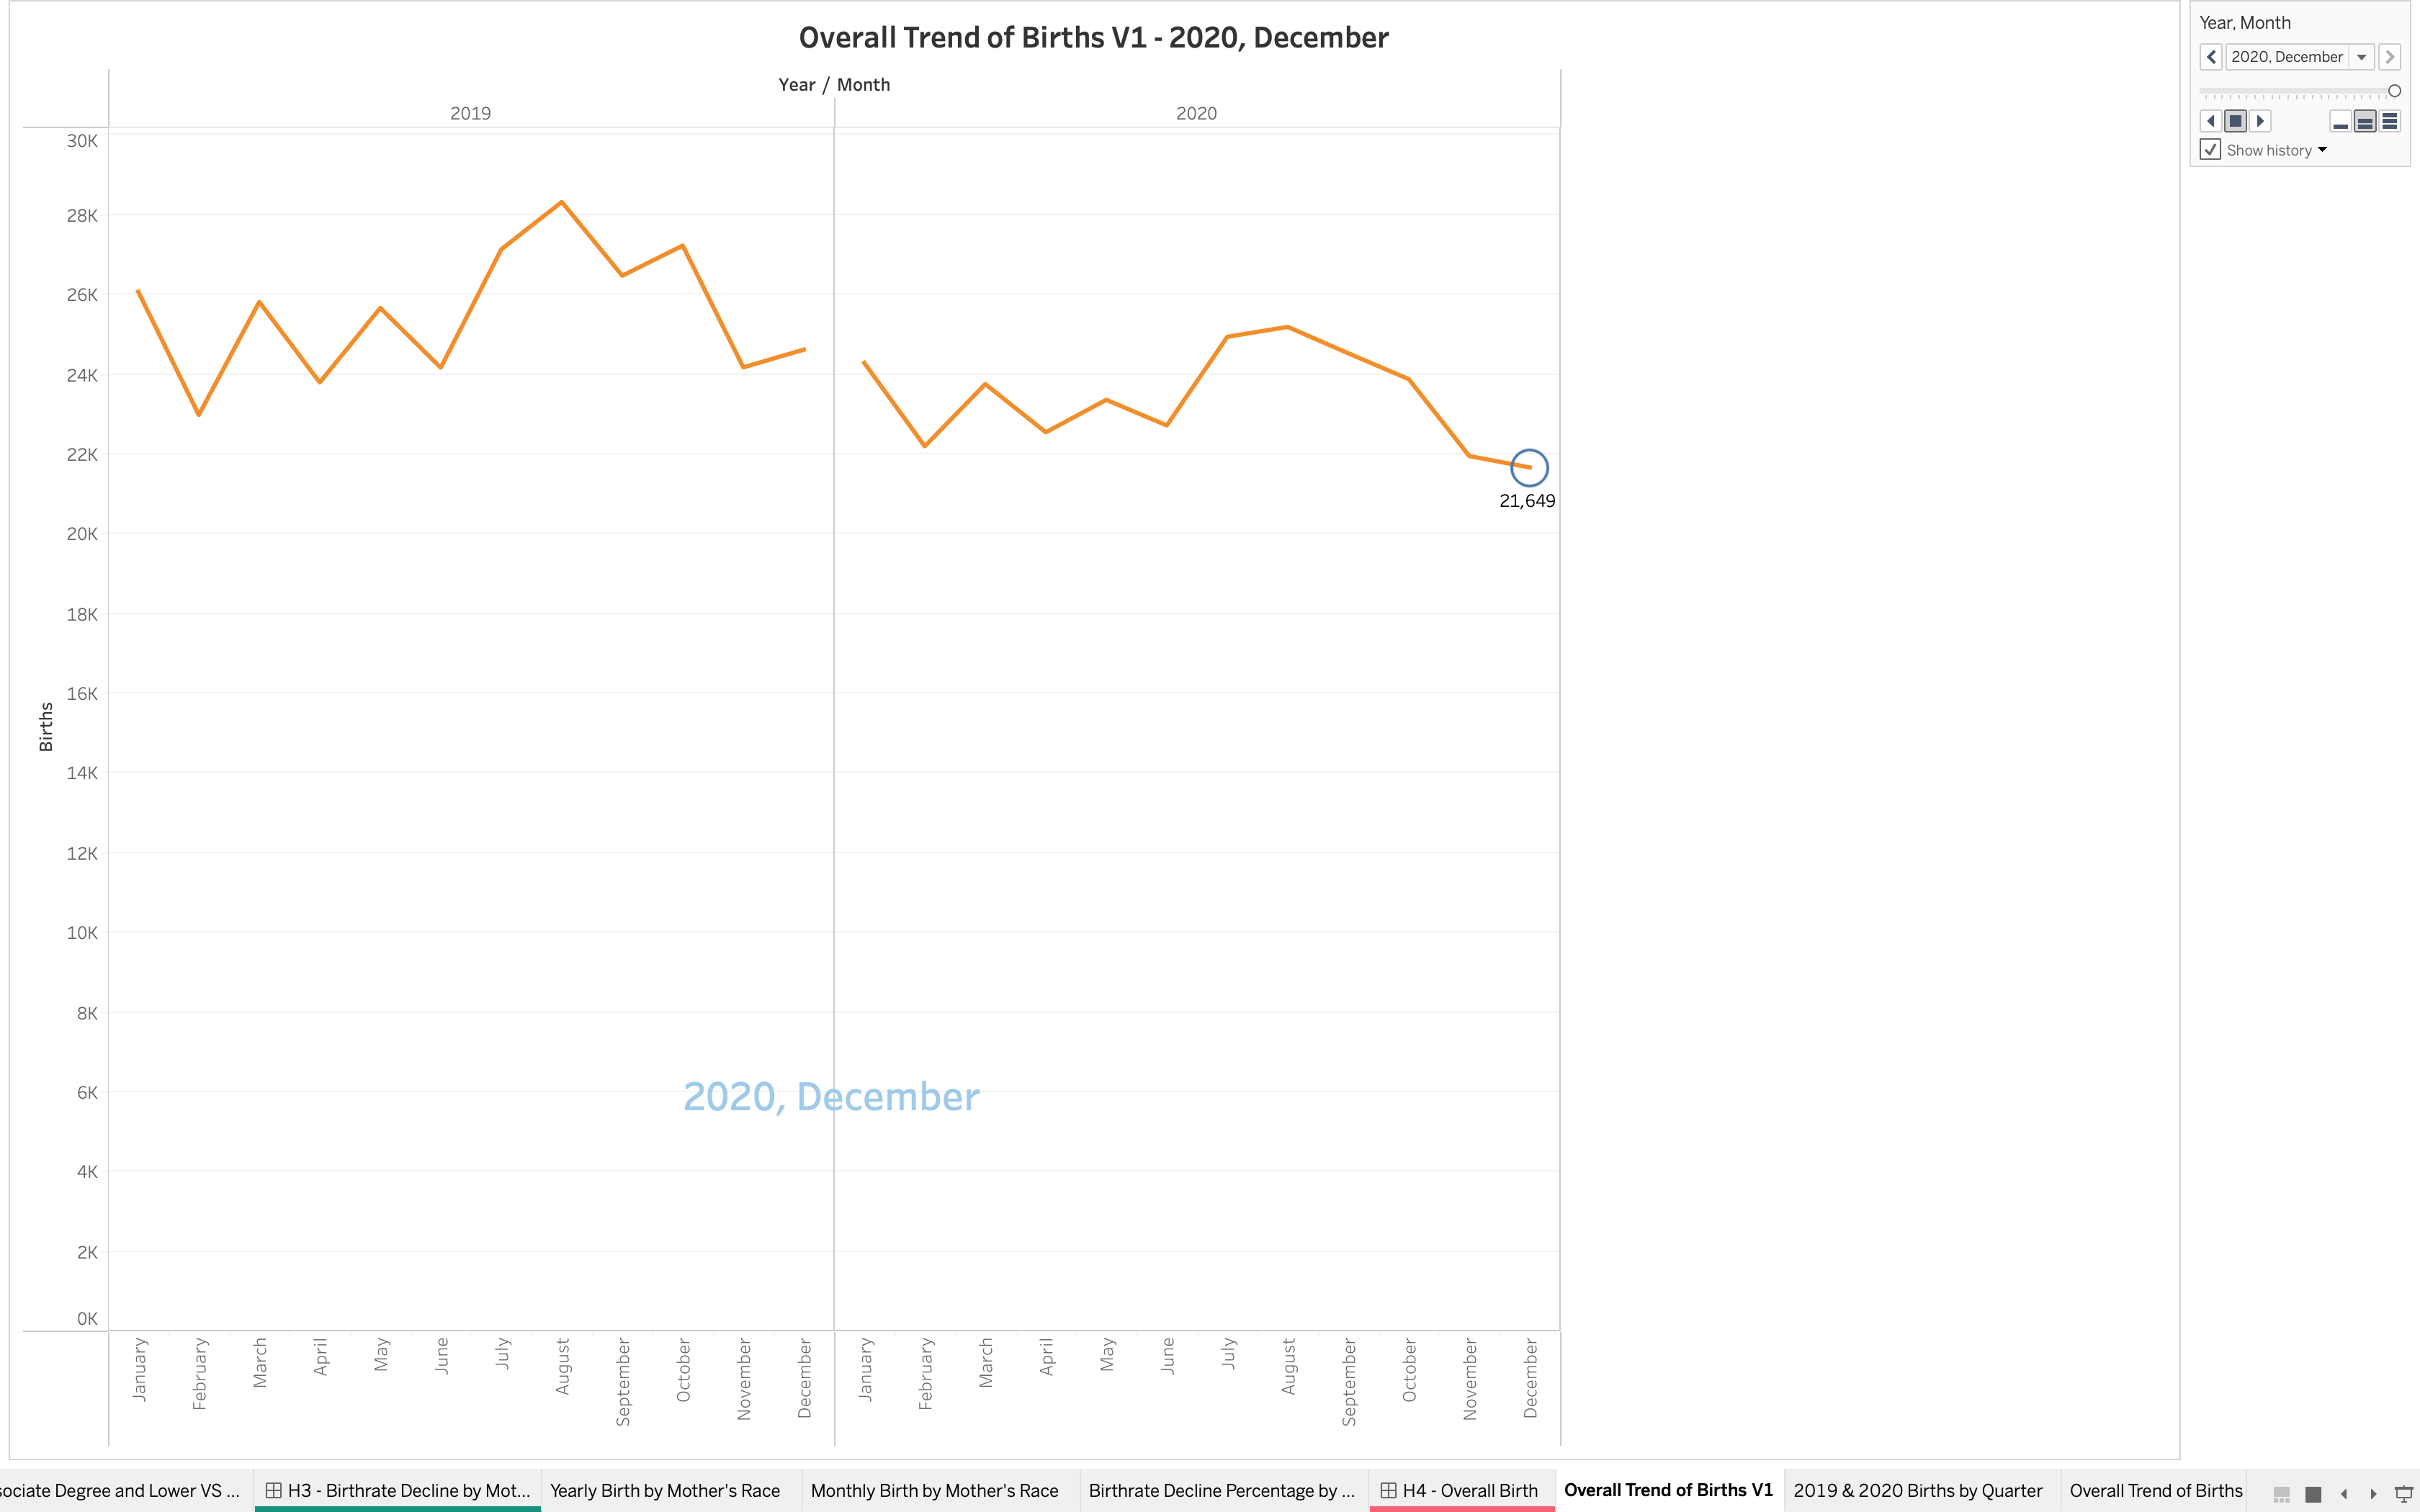 Overall Trend of Births V1 - 2020, December
Year, Month
2020, December
Show history
Year / Month
2019 2020
30K
28K
26K
24K
22K
21,649
20K
18K
16K
Births
14K
12K
10K
8K
6K
2020, December
4K
2K
0K
January February March April May June July August September October November December January February March April May June July August September October November December
sociate Degree and Lower VS ... H3 - Birthrate Decline by Mot... Yearly Birth by Mother's Race Monthly Birth by Mother's Race Birthrate Decline Percentage by ... H4 - Overall Birth Overall Trend of Births V1 2019 & 2020 Births by Quarter Overall Trend of Births